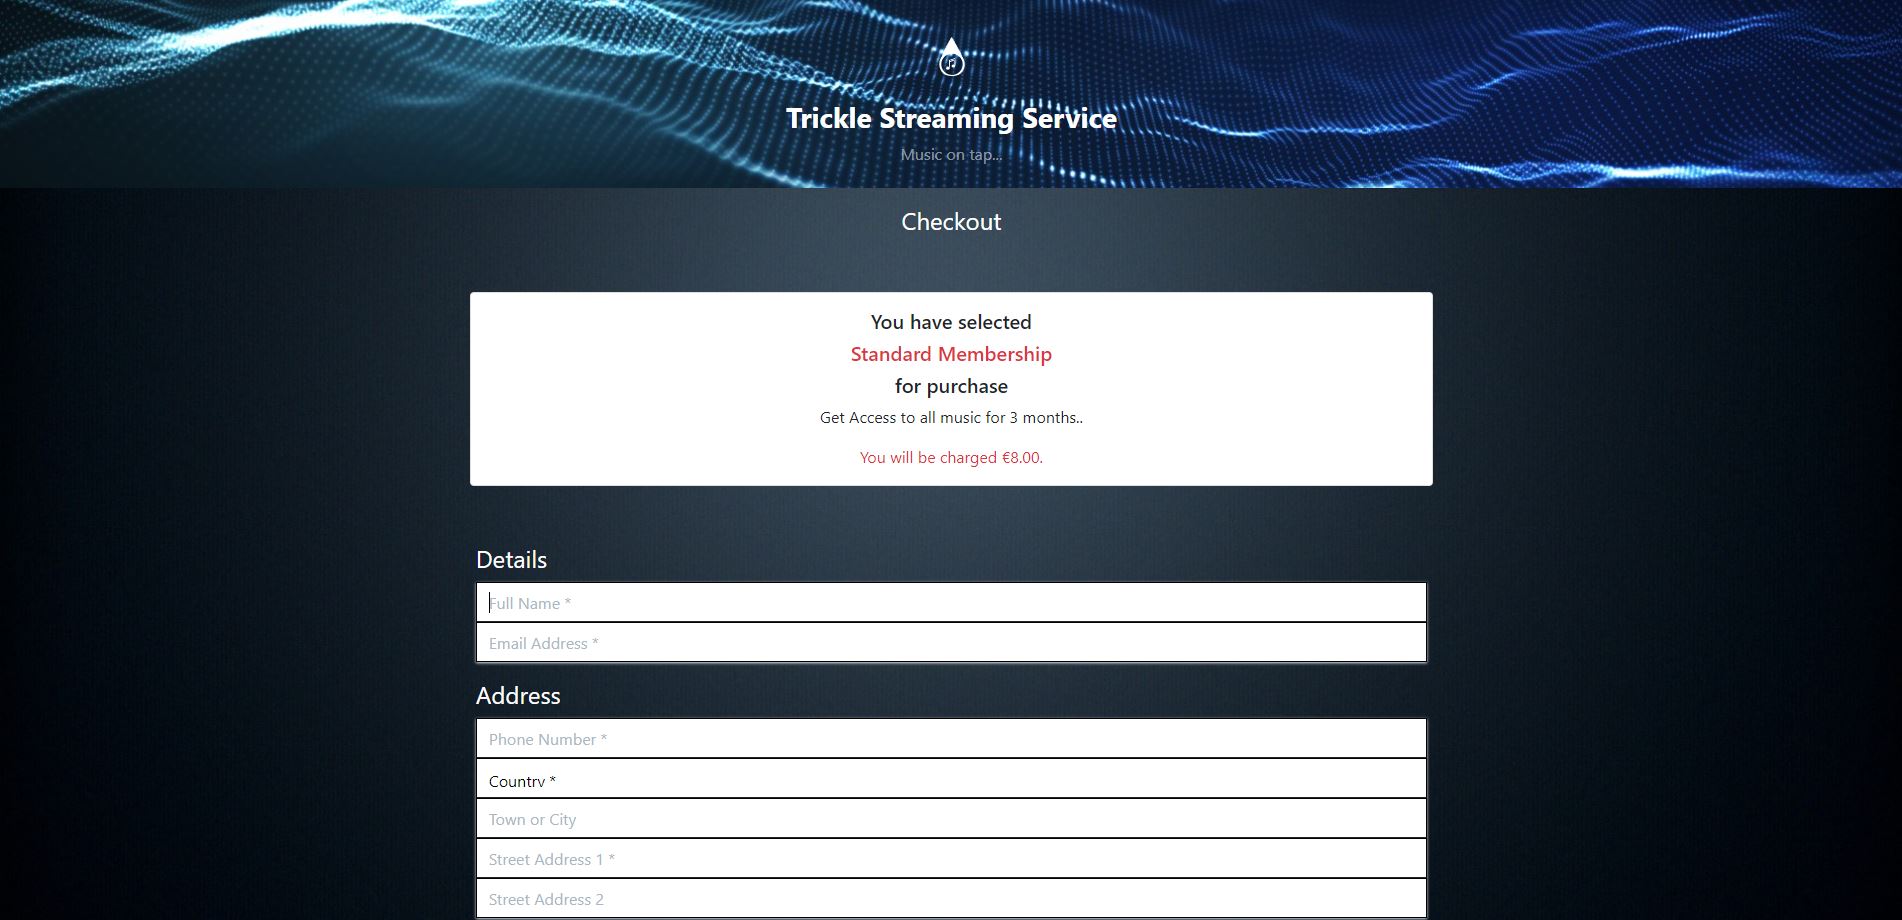 Trickle Streaming Service
Music on tap...
Checkout
You have selected
Standard Membership
for purchase
Get Access to all music for 3 months..
You will be charged €8.00.
Details
Full Name *
Email Address *
Address
Phone Number *
Country *
Town or City
Street Address 1 *
Street Address 2